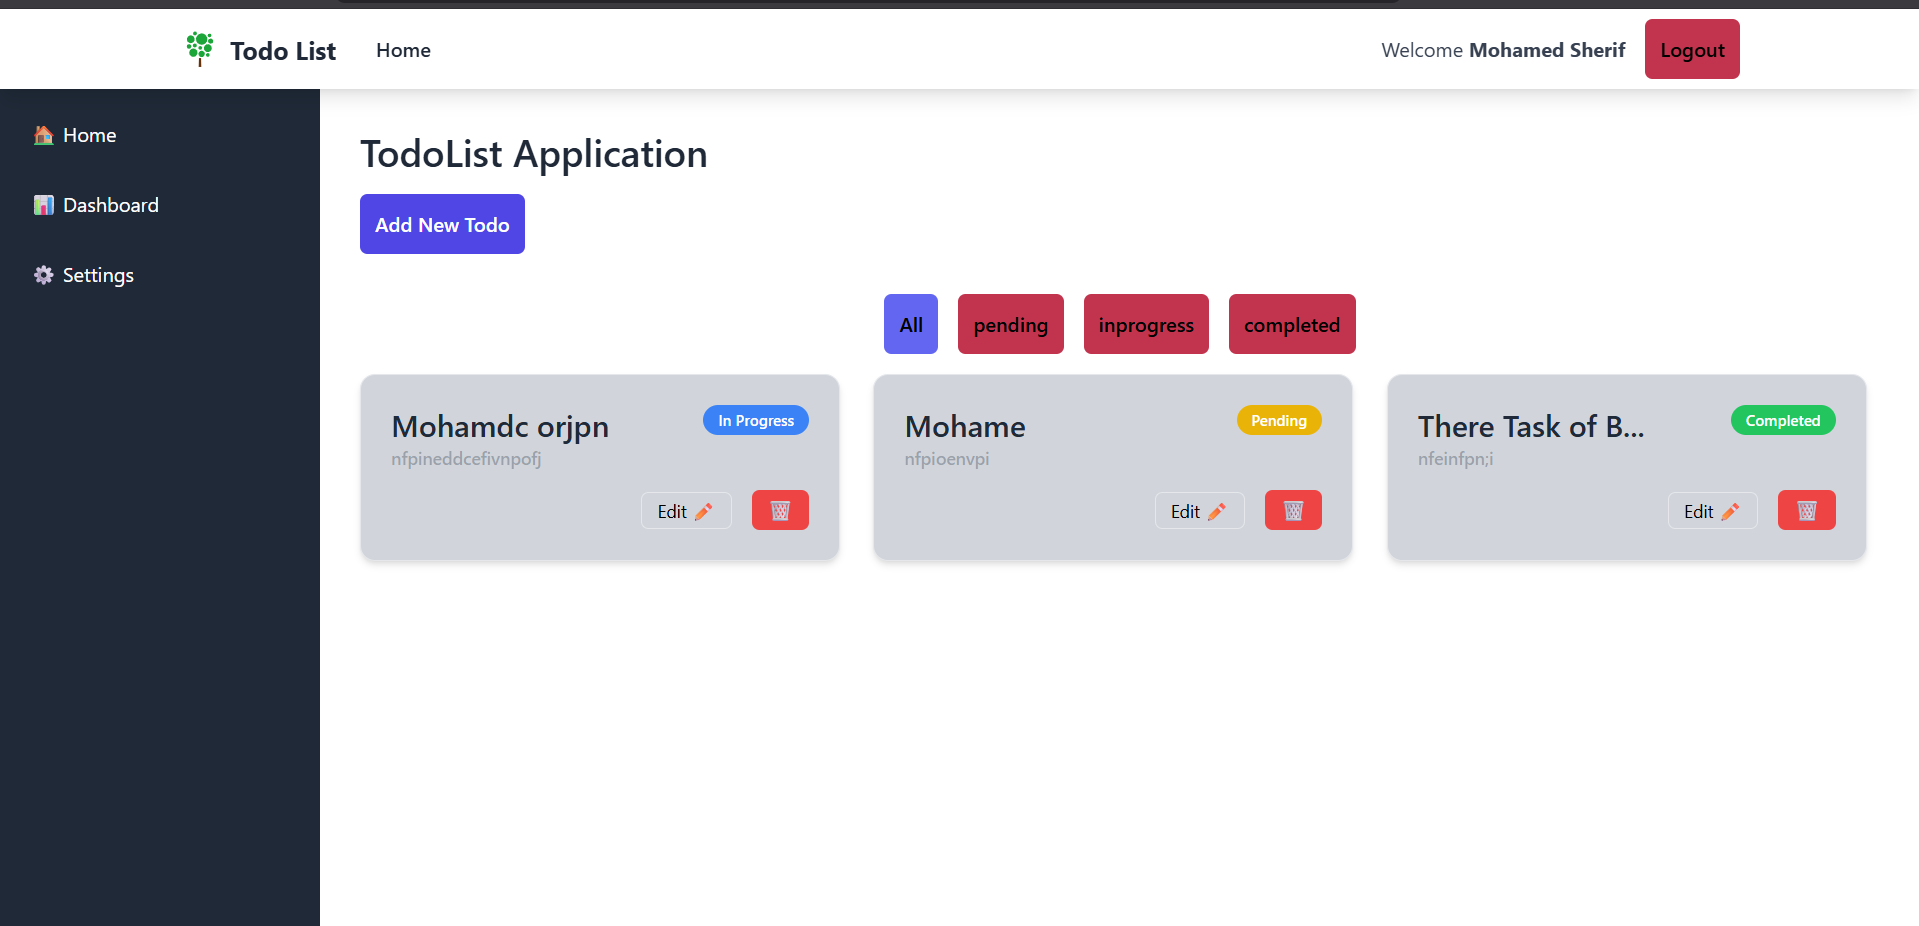 Todo List
Home
Welcome Mohamed Sherif
Logout
Home
Dashboard
Settings
TodoList Application
Add New Todo
All
pending
inprogress
completed
Mohamdc orjpn
In Progress
nfpineddcefivnpofj
Edit
Mohame
Pending
nfpioenvpi
Edit
There Task of B...
Completed
nfeinfpn;i
Edit